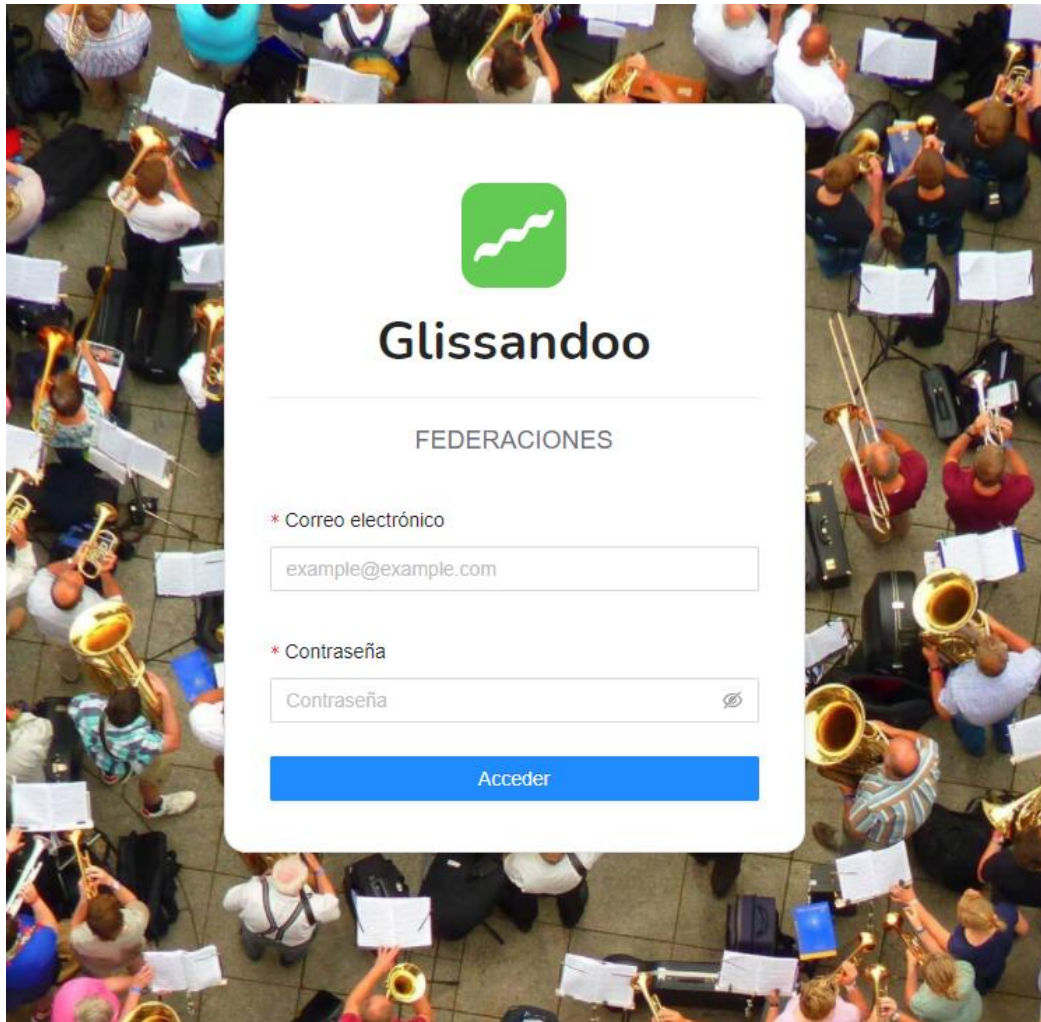 Glissandoo
FEDERACIONES
* Correo electrónico
example@example.com
* Contraseña
Contraseña
Acceder